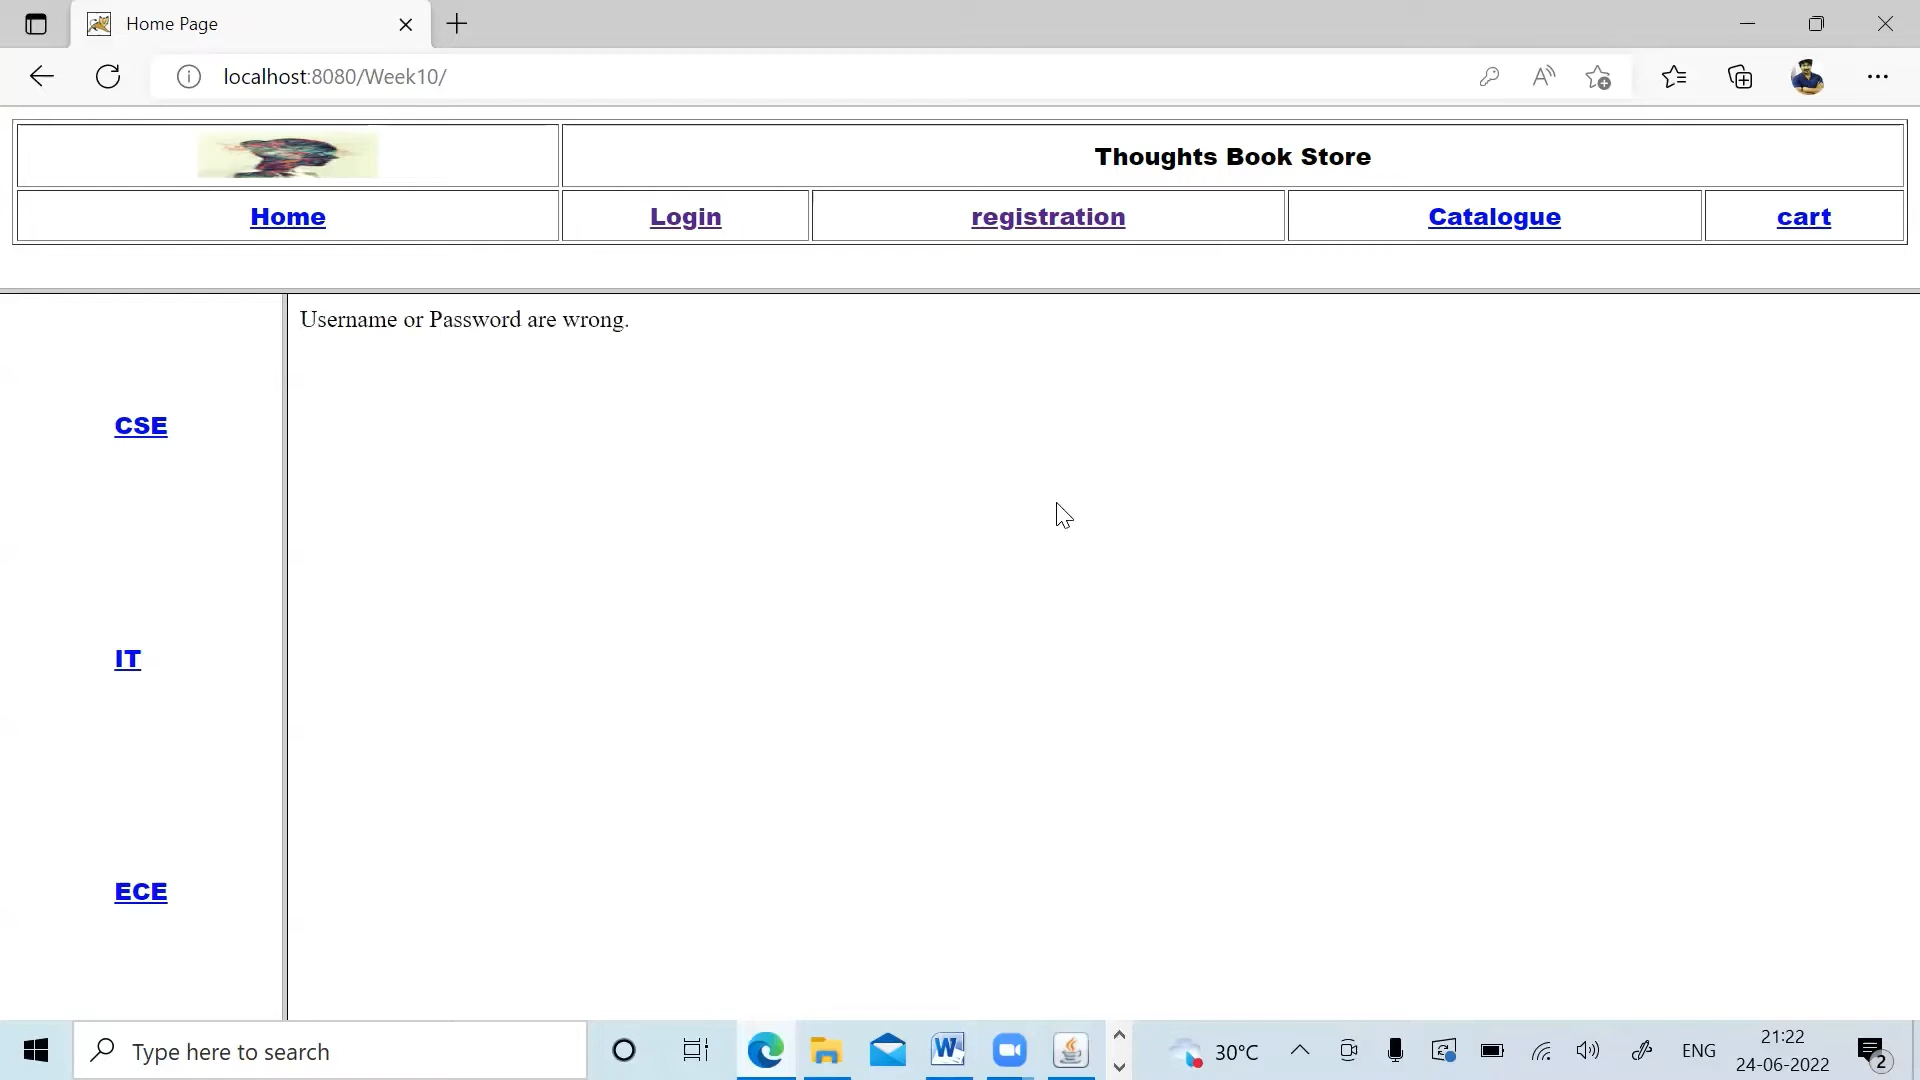 Home Page
localhost:8080/Week10/
Thoughts Book Store
Home Login registration Catalogue cart
Username or Password are wrong.
CSE
IT
ECE
Type here to search
30°C
ENG
21:22
24-06-2022
2